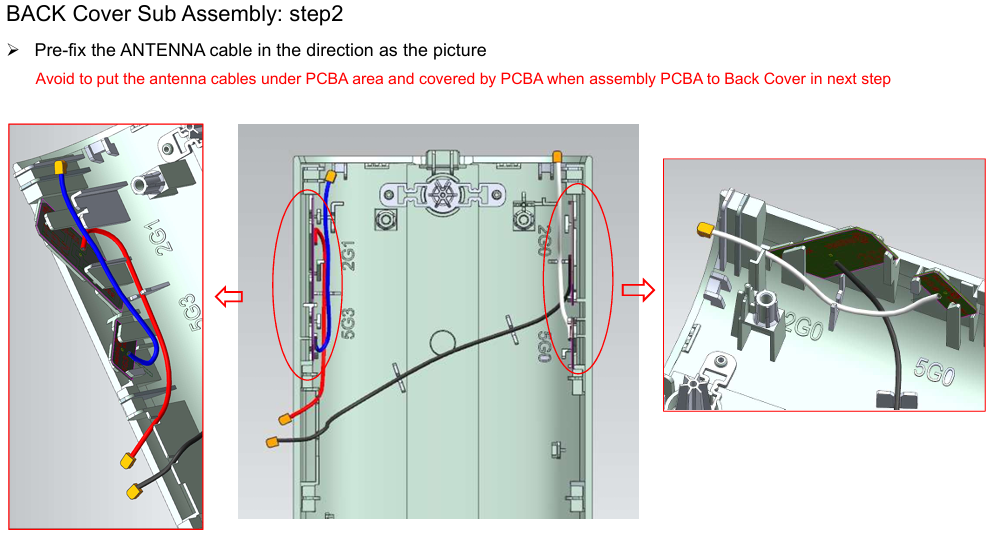 BACK Cover Sub Assembly: step2
➢ Pre-fix the ANTENNA cable in the direction as the picture
Avoid to put the antenna cables under PCBA area and covered by PCBA when assembly PCBA to Back Cover in next step
2G1
5G3
2G1
5G3
2G0
5G0
2G0
5G0